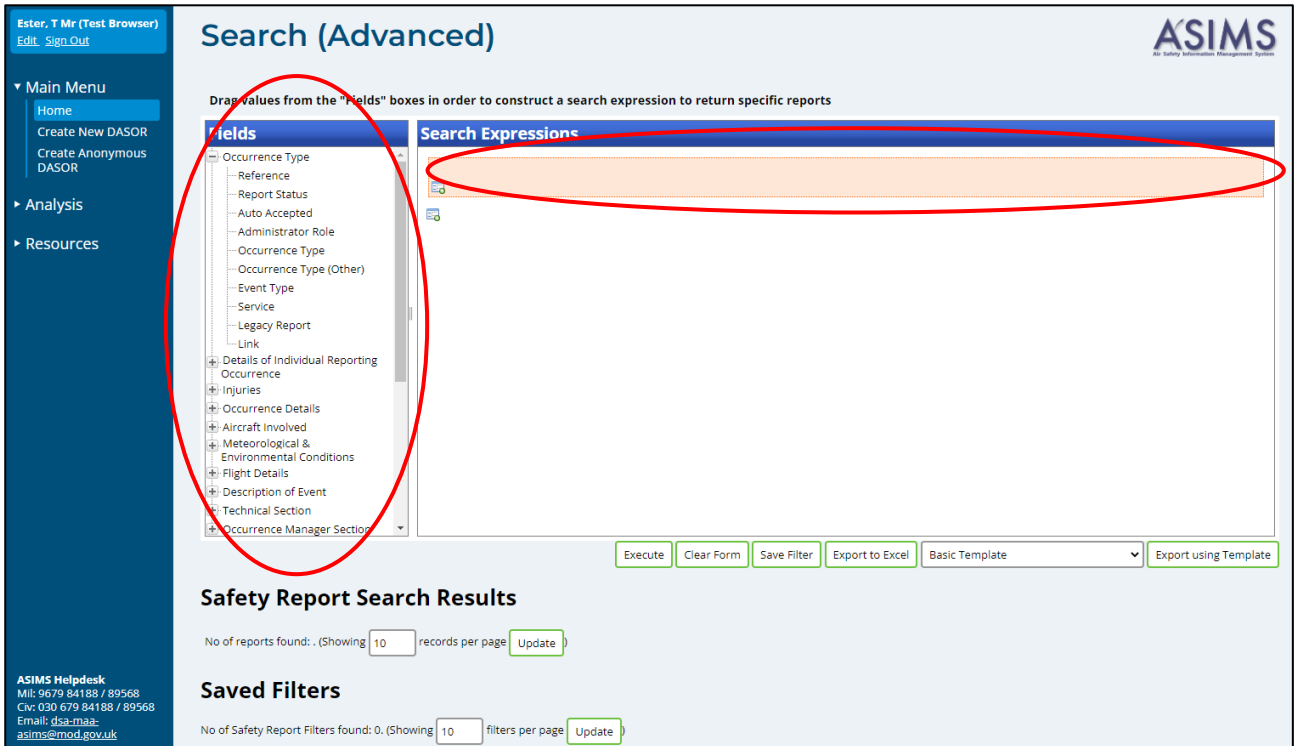 Ester, T Mr (Test Browser)
Edit Sign Out
Main Menu
Home
Create New DASOR
Create Anonymous
DASOR
Analysis
Resources
ASIMS Helpdesk
Mil: 9679 84188 / 89568
Civ: 030 679 84188 / 89568
Email: dsa-maa-
asims@mod.gov.uk
Search (Advanced)
ASIMS
Air Safety Information Management System
Drag values from the "Fields" boxes in order to construct a search expression to return specific reports
Fields
Occurrence Type
Reference
Report Status
Auto Accepted
Administrator Role
Occurrence Type
Occurrence Type (Other)
Event Type
Service
Legacy Report
Link
Details of Individual Reporting
Occurrence
Injuries
Occurrence Details
Aircraft Involved
Meteorological &
Environmental Conditions
Flight Details
Description of Event
Technical Section
Occurrence Manager Section
Search Expressions
Execute Clear Form Save Filter Export to Excel Basic Template Export using Template
Safety Report Search Results
No of reports found: . (Showing 10 records per page Update )
Saved Filters
No of Safety Report Filters found: 0. (Showing 10 filters per page Update )